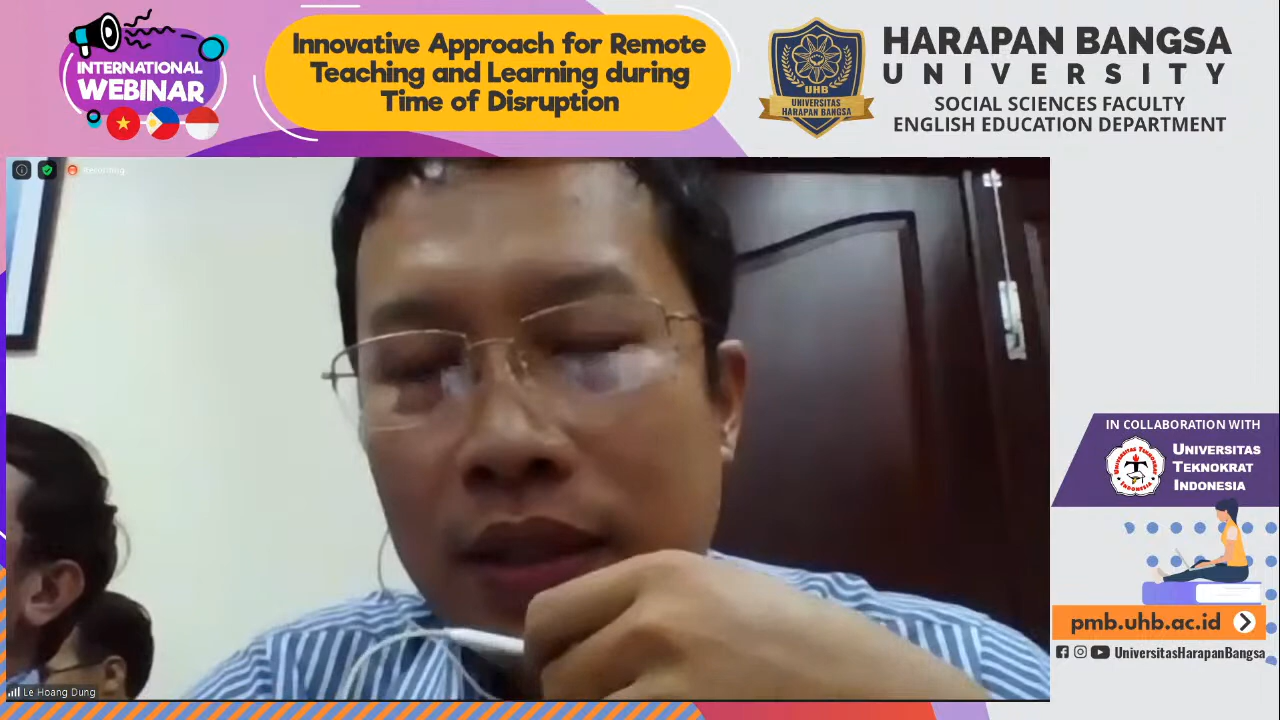 INTERNATIONAL
WEBINAR
Innovative Approach for Remote
Teaching and Learning during
Time of Disruption
UHB
UNIVERSITAS
HARAPAN BANGSA
HARAPAN BANGSA
UNIVERSITY
SOCIAL SCIENCES FACULTY
ENGLISH EDUCATION DEPARTMENT
Recording
IN COLLABORATION WITH
UNIVERSITAS
TEKNOKRAT
INDONESIA
pmb.uhb.ac.id
UniversitasHarapanBangsa
Le Hoang Dung